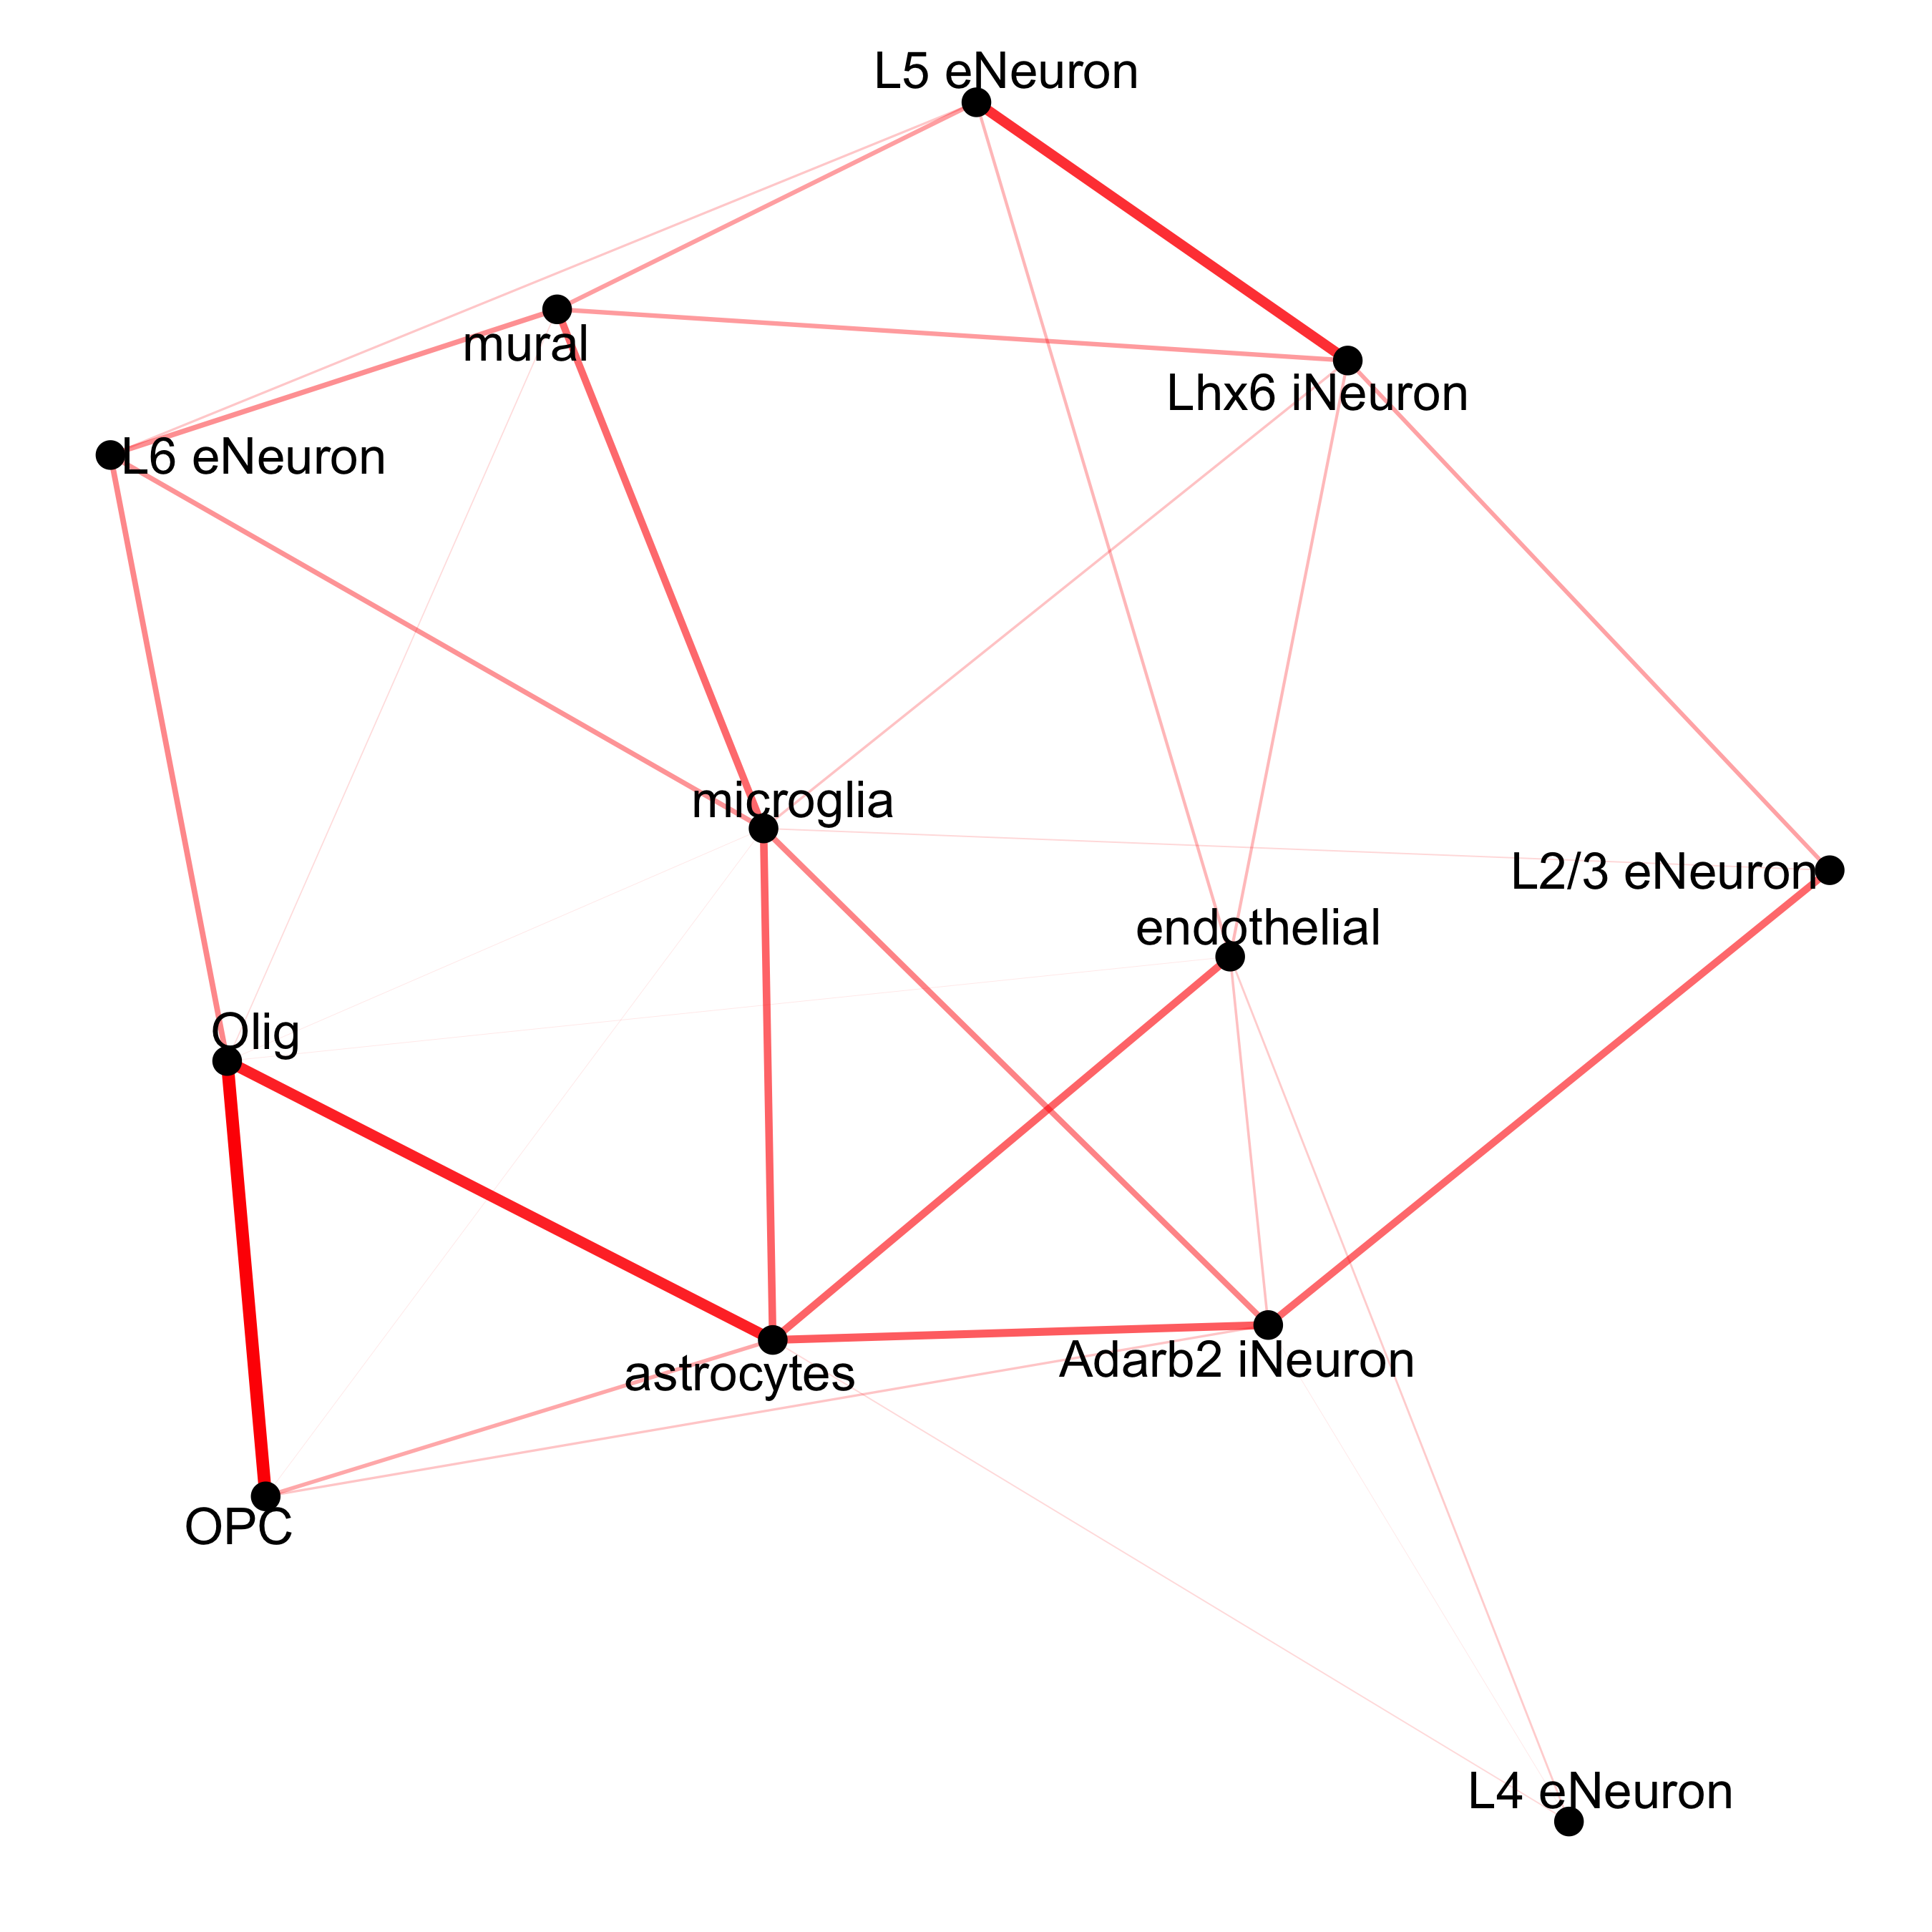 L5 eNeuron
mural
Lhx6 iNeuron
L6 eNeuron
microglia
L2/3 eNeuron
endothelial
Olig
astrocytes
Adarb2 iNeuron
OPC
L4 eNeuron